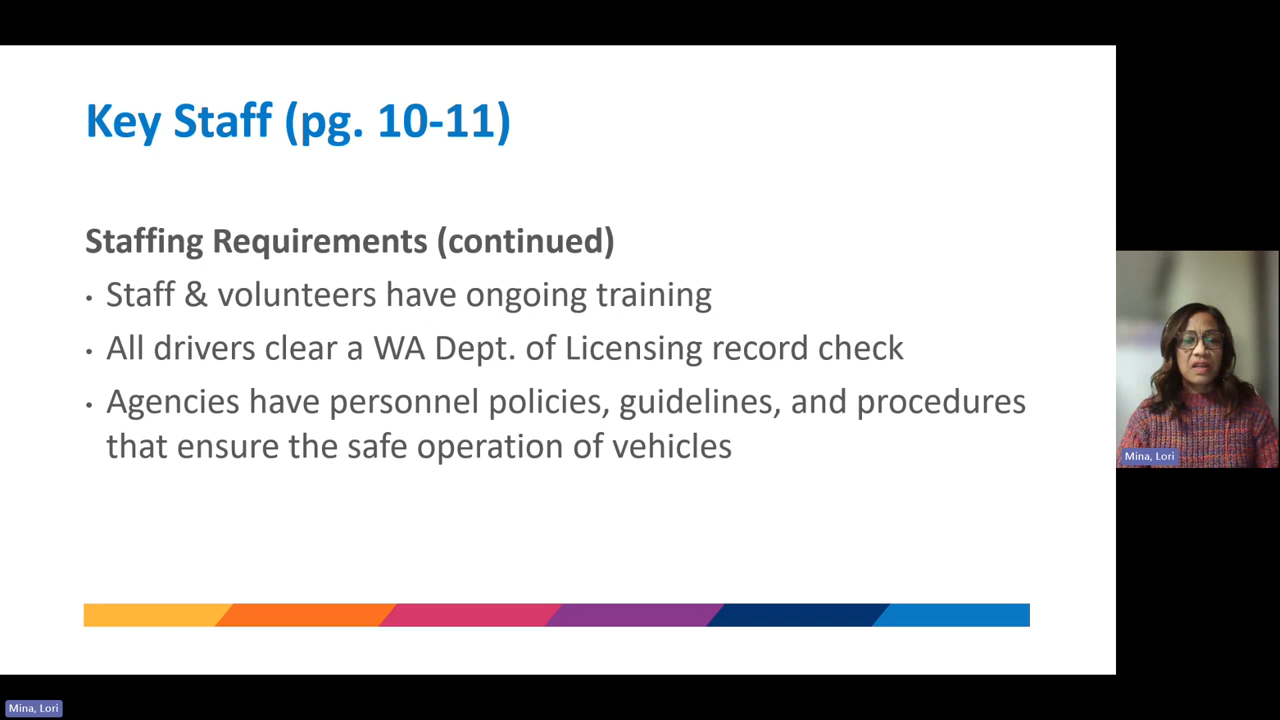 Key Staff (pg. 10-11)
Staffing Requirements (continued)
• Staff & volunteers have ongoing training
• All drivers clear a WA Dept. of Licensing record check
• Agencies have personnel policies, guidelines, and procedures
that ensure the safe operation of vehicles
Mina, Lori
Mina, Lori